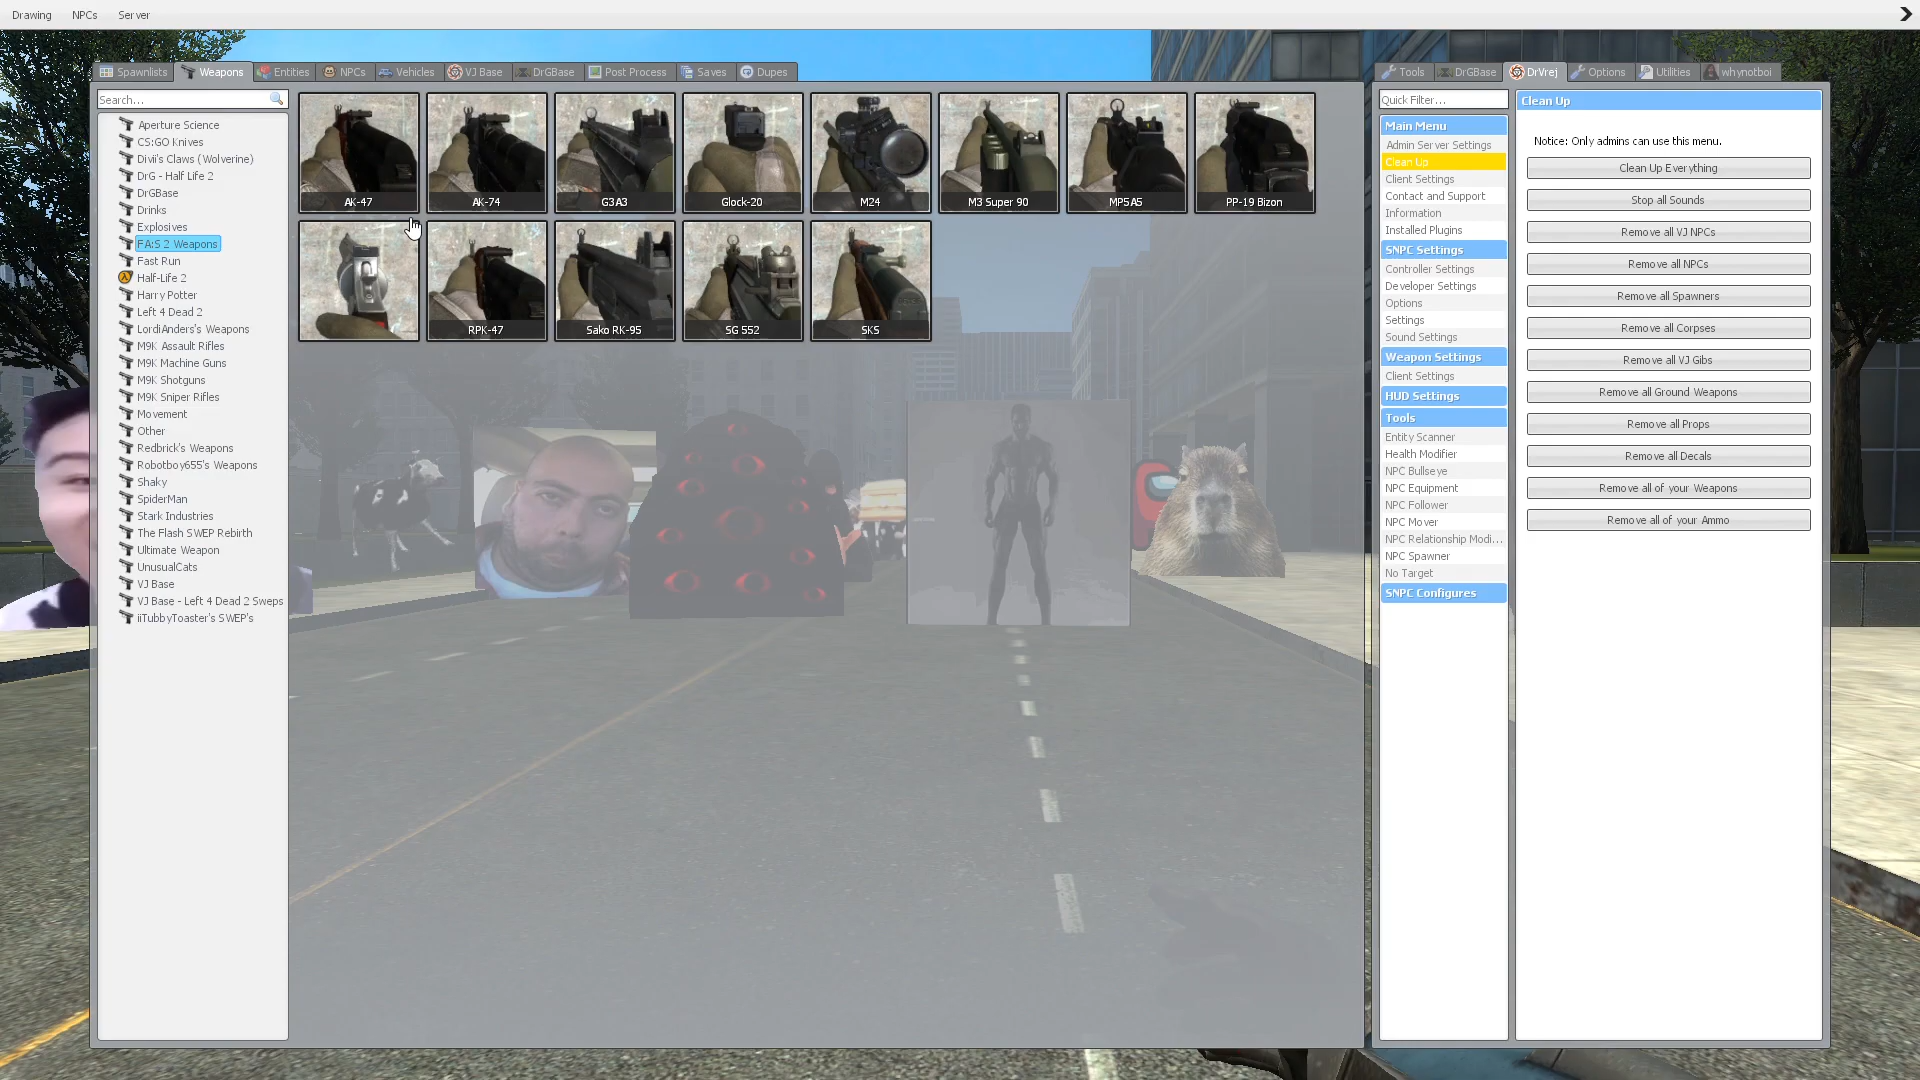 Drawing NPCs Server
Spawnlists Weapons Entities NPCs Vehicles VJ Base DrGBase Post Process Saves Dupes
Search...
Aperture Science
CS:GO Knives
Divii's Claws (Wolverine)
DrG - Half Life 2
DrGBase
Drinks
Explosives
FA:S 2 Weapons
Fast Run
Half-Life 2
Harry Potter
Left 4 Dead 2
LordiAnders's Weapons
M9K Assault Rifles
M9K Machine Guns
M9K Shotguns
M9K Sniper Rifles
Movement
Other
Redbrick's Weapons
Robotboy655's Weapons
Shaky
SpiderMan
Stark Industries
The Flash SWEP Rebirth
Ultimate Weapon
UnusualCats
VJ Base
VJ Base - Left 4 Dead 2 Sweps
iiTubbyToaster's SWEP's
AK-47 AK-74 G3A3 Glock-20 M24 M3 Super 90 MP5A5 PP-19 Bizon
RPK-47 Sako RK-95 SG 552 SKS
Tools DrGBase DrVrej Options Utilities whynotboi
Quick Filter...
Main Menu
Admin Server Settings
Clean Up
Client Settings
Contact and Support
Information
Installed Plugins
SNPC Settings
Controller Settings
Developer Settings
Options
Settings
Sound Settings
Weapon Settings
Client Settings
HUD Settings
Tools
Entity Scanner
Health Modifier
NPC Bullseye
NPC Equipment
NPC Follower
NPC Mover
NPC Relationship Modi...
NPC Spawner
No Target
SNPC Configures
Clean Up
Notice: Only admins can use this menu.
Clean Up Everything
Stop all Sounds
Remove all VJ NPCs
Remove all NPCs
Remove all Spawners
Remove all Corpses
Remove all VJ Gibs
Remove all Ground Weapons
Remove all Props
Remove all Decals
Remove all of your Weapons
Remove all of your Ammo